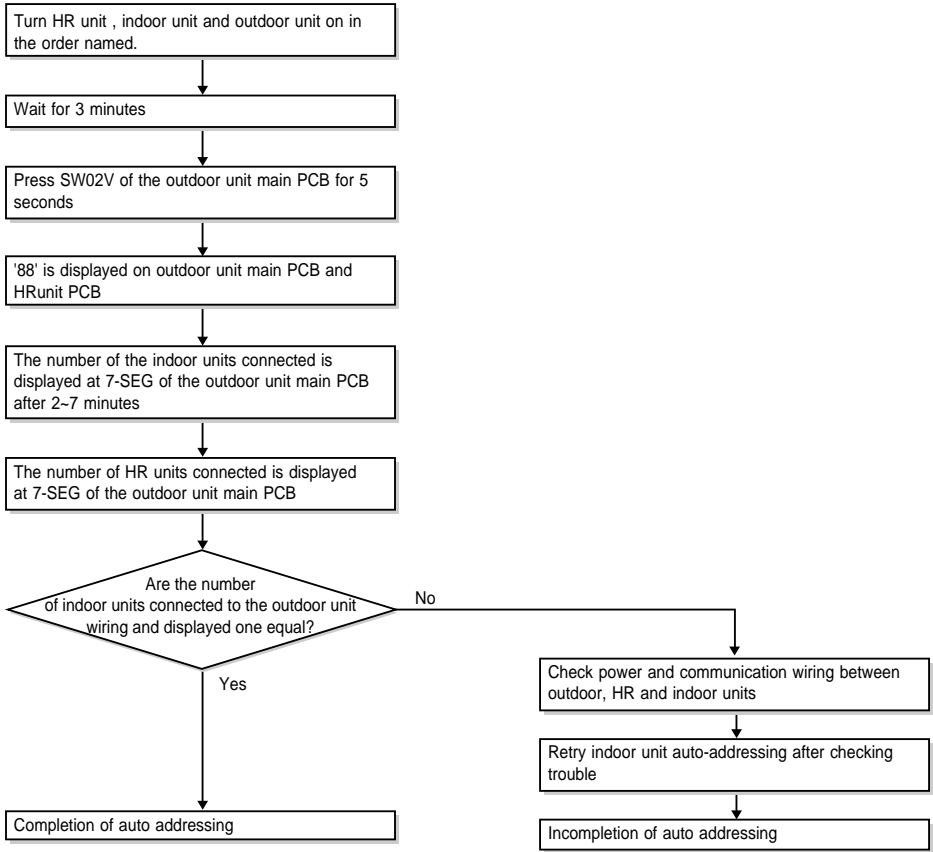 Turn HR unit , indoor unit and outdoor unit on in
the order named.
Wait for 3 minutes
Press SW02V of the outdoor unit main PCB for 5
seconds
'88' is displayed on outdoor unit main PCB and
HRunit PCB
The number of the indoor units connected is
displayed at 7-SEG of the outdoor unit main PCB
after 2~7 minutes
The number of HR units connected is displayed
at 7-SEG of the outdoor unit main PCB
Are the number
of indoor units connected to the outdoor unit
wiring and displayed one equal?
No
Yes
Check power and communication wiring between
outdoor, HR and indoor units
Retry indoor unit auto-addressing after checking
trouble
Completion of auto addressing
Incompletion of auto addressing